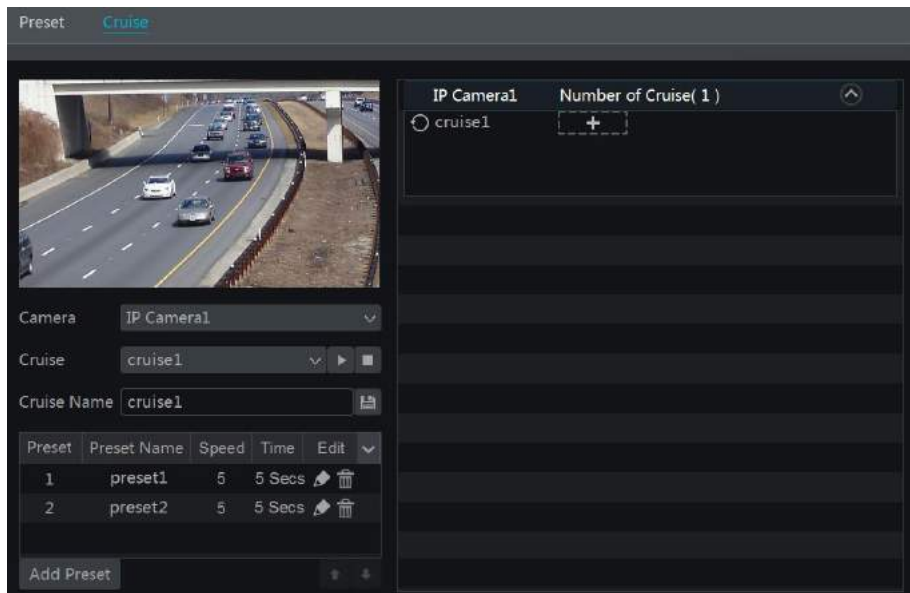 Preset Cruise
IP Camera1 Number of Cruise( 1 )
cruise1 +
Camera IP Camera1
Cruise cruise1
Cruise Name cruise1
Preset Preset Name Speed Time Edit
1 preset1 5 5 Secs
2 preset2 5 5 Secs
Add Preset